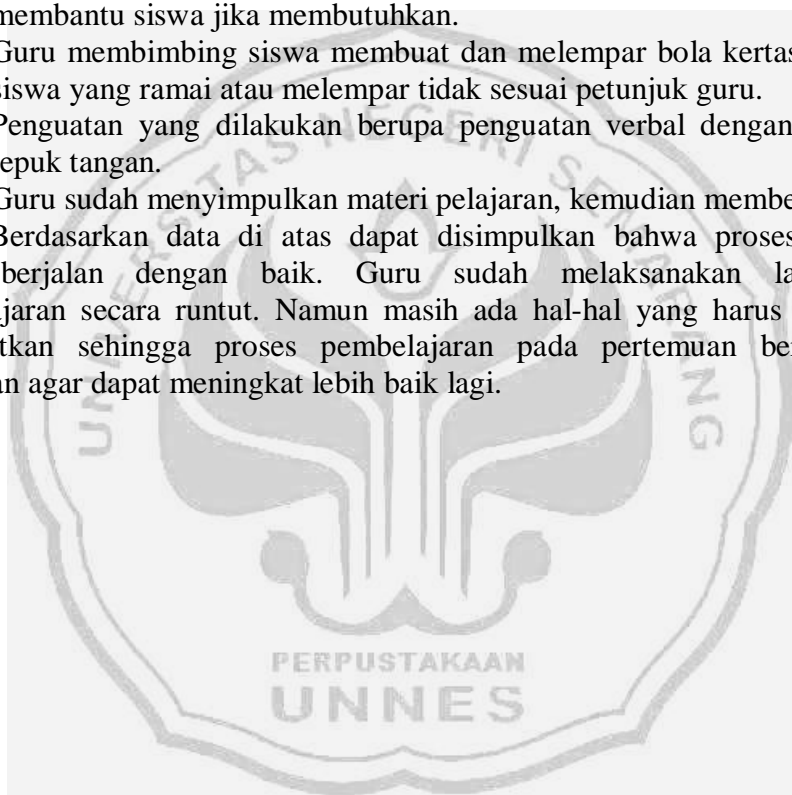 membantu siswa jika membutuhkan.
Guru membimbing siswa membuat dan melempar bola kertas
siswa yang ramai atau melempar tidak sesuai petunjuk guru.
Penguatan yang dilakukan berupa penguatan verbal dengan
tepuk tangan.
Guru sudah menyimpulkan materi pelajaran, kemudian membe
Berdasarkan data di atas dapat disimpulkan bahwa proses
berjalan dengan baik. Guru sudah melaksanakan la
ajaran secara runtut. Namun masih ada hal-hal yang harus
tkan sehingga proses pembelajaran pada pertemuan be
an agar dapat meningkat lebih baik lagi.
UNIVERSITAS NEGERI SEMARANG
PERPUSTAKAAN
UNNES